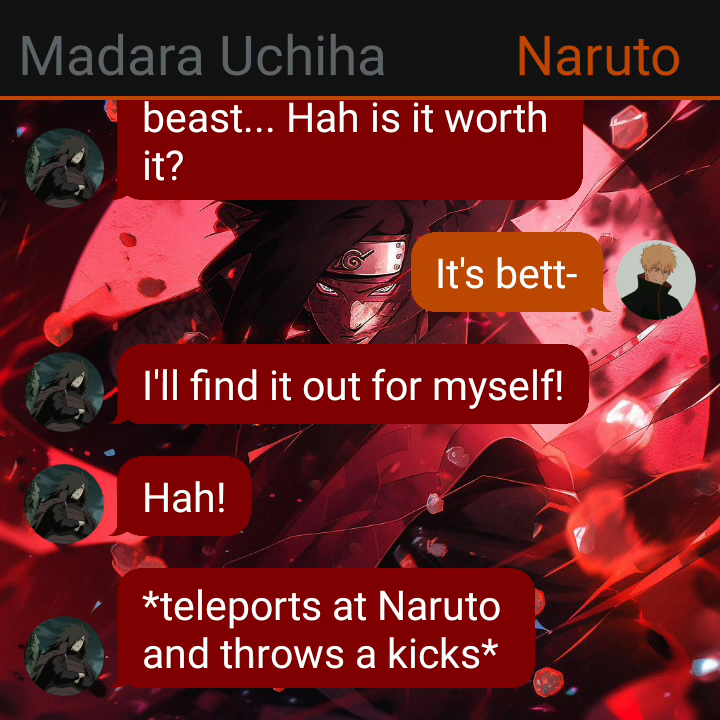 Madara Uchiha
Naruto
beast... Hah is it worth
it?
It's bett-
I'll find it out for myself!
Hah!
*teleports at Naruto
and throws a kicks*